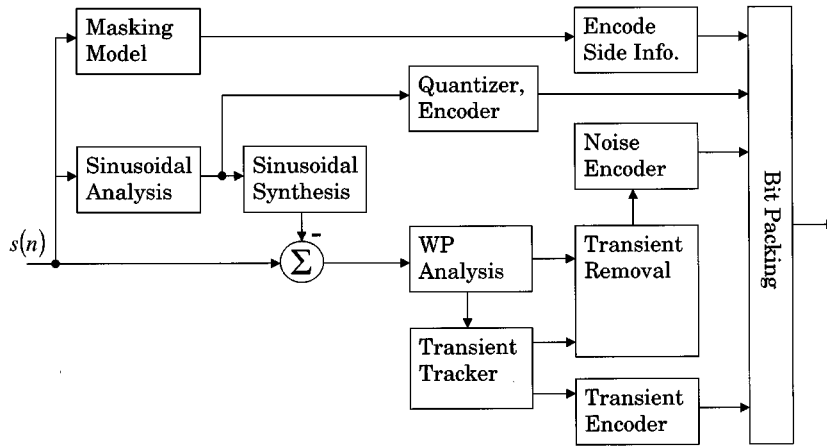 Masking
Model
Encode
Side Info.
Quantizer,
Encoder
Sinusoidal
Analysis
Sinusoidal
Synthesis
Noise
Encoder
Bit Packing
s(n)
-
Σ
WP
Analysis
Transient
Removal
Transient
Tracker
Transient
Encoder